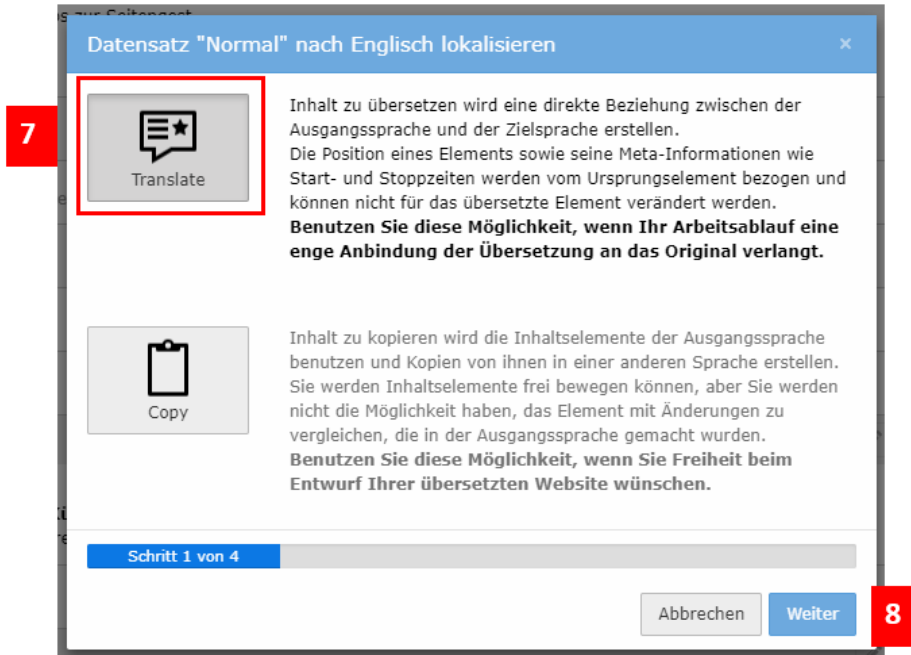 os zur Seitengest
Datensatz "Normal" nach Englisch lokalisieren ×
7
Translate
Inhalt zu übersetzen wird eine direkte Beziehung zwischen der
Ausgangssprache und der Zielsprache erstellen.
Die Position eines Elements sowie seine Meta-Informationen wie
Start- und Stoppzeiten werden vom Ursprungselement bezogen und
können nicht für das übersetzte Element verändert werden.
Benutzen Sie diese Möglichkeit, wenn Ihr Arbeitsablauf eine
enge Anbindung der Übersetzung an das Original verlangt.
Copy
Inhalt zu kopieren wird die Inhaltselemente der Ausgangssprache
benutzen und Kopien von ihnen in einer anderen Sprache erstellen.
Sie werden Inhaltselemente frei bewegen können, aber Sie werden
nicht die Möglichkeit haben, das Element mit Änderungen zu
vergleichen, die in der Ausgangssprache gemacht wurden.
Benutzen Sie diese Möglichkeit, wenn Sie Freiheit beim
Entwurf Ihrer übersetzten Website wünschen.
Schritt 1 von 4
Abbrechen
Weiter
8